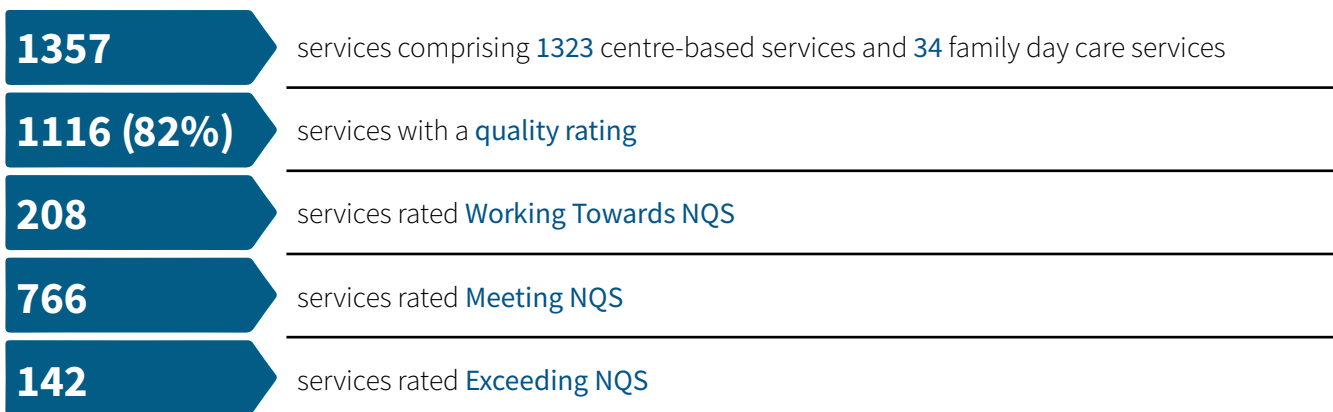 1357 services comprising 1323 centre-based services and 34 family day care services
1116 (82%) services with a quality rating
208 services rated Working Towards NQS
766 services rated Meeting NQS
142 services rated Exceeding NQS